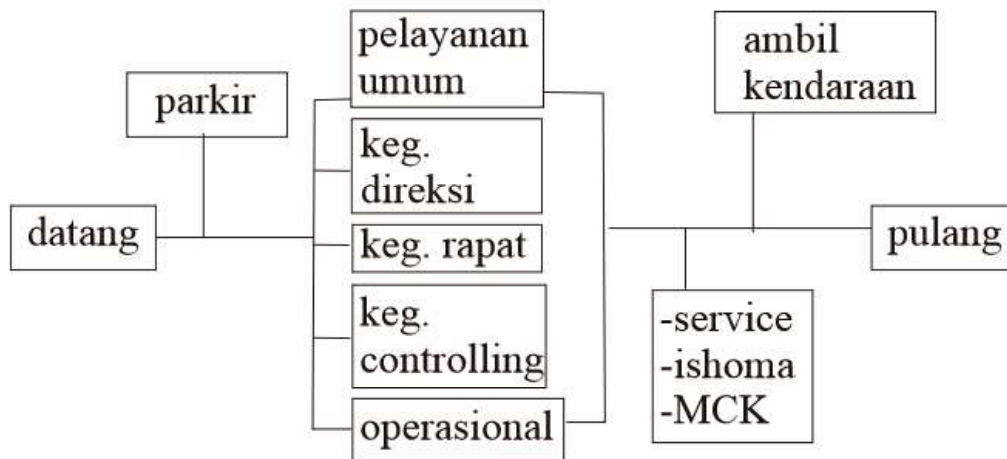 datang
parkir
pelayanan
umum
keg.
direksi
keg. rapat
keg.
controlling
operasional
-service
-ishoma
-MCK
ambil
kendaraan
pulang